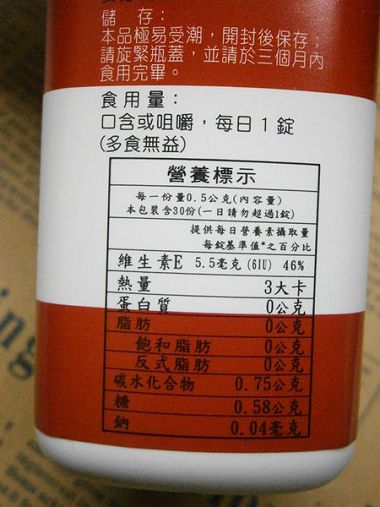 儲 存：
本品極易受潮，開封後保存，
請旋緊瓶蓋，並請於三個月內
食用完畢。
食用量：
口含或咀嚼，每日1錠
(多食無益)
營養標示
每一份量0.5公克(內容量)
本包裝含30份(一日請勿超過1錠)
提供每日營養素攝取量
每錠基準值*之百分比
維生素E 5.5毫克(6IU) 46%
熱量 3大卡
蛋白質 0公克
脂肪 0公克
飽和脂肪 0公克
反式脂肪 0公克
碳水化合物 0.75公克
糖 0.58公克
鈉 0.04毫克